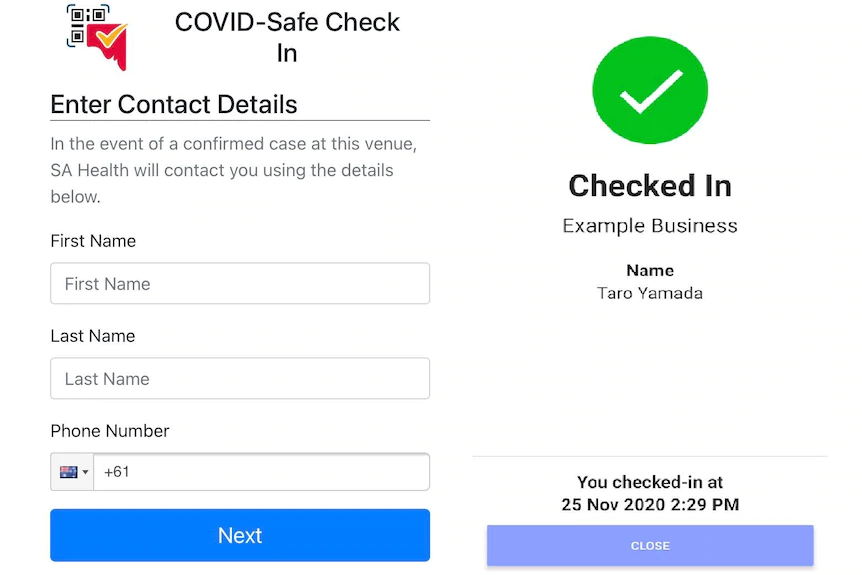 COVID-Safe Check
In
Enter Contact Details
In the event of a confirmed case at this venue,
SA Health will contact you using the details
below.
First Name
First Name
Last Name
Last Name
Phone Number
+61
Next
Checked In
Example Business
Name
Taro Yamada
You checked-in at
25 Nov 2020 2:29 PM
CLOSE